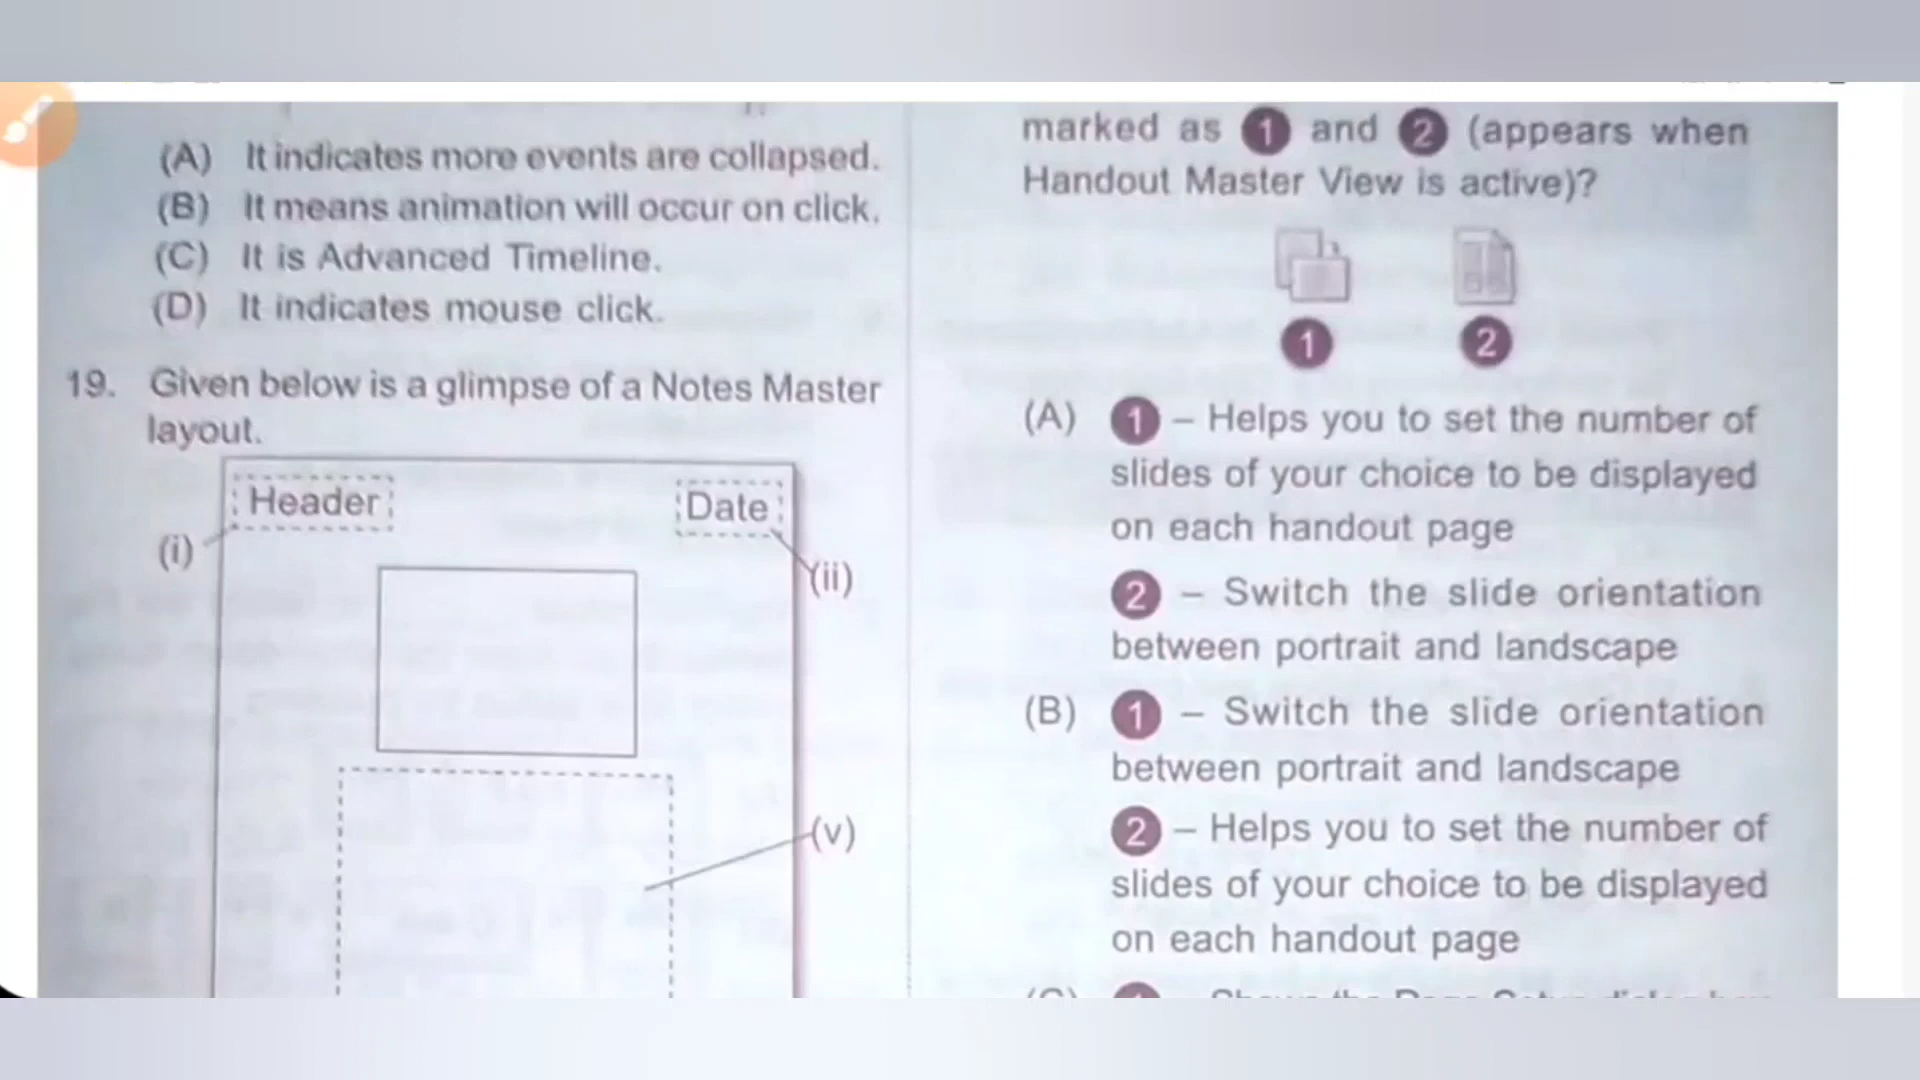 (A) It indicates more events are collapsed.
(B) It means animation will occur on click.
(C) It is Advanced Timeline.
(D) It indicates mouse click.
19. Given below is a glimpse of a Notes Master
layout.
Header
Date
(i)
(ii)
(v)
marked as 1 and 2 (appears when
Handout Master View is active)?
1
2
(A) 1 – Helps you to set the number of
slides of your choice to be displayed
on each handout page
2 – Switch the slide orientation
between portrait and landscape
(B) 1 – Switch the slide orientation
between portrait and landscape
2 – Helps you to set the number of
slides of your choice to be displayed
on each handout page